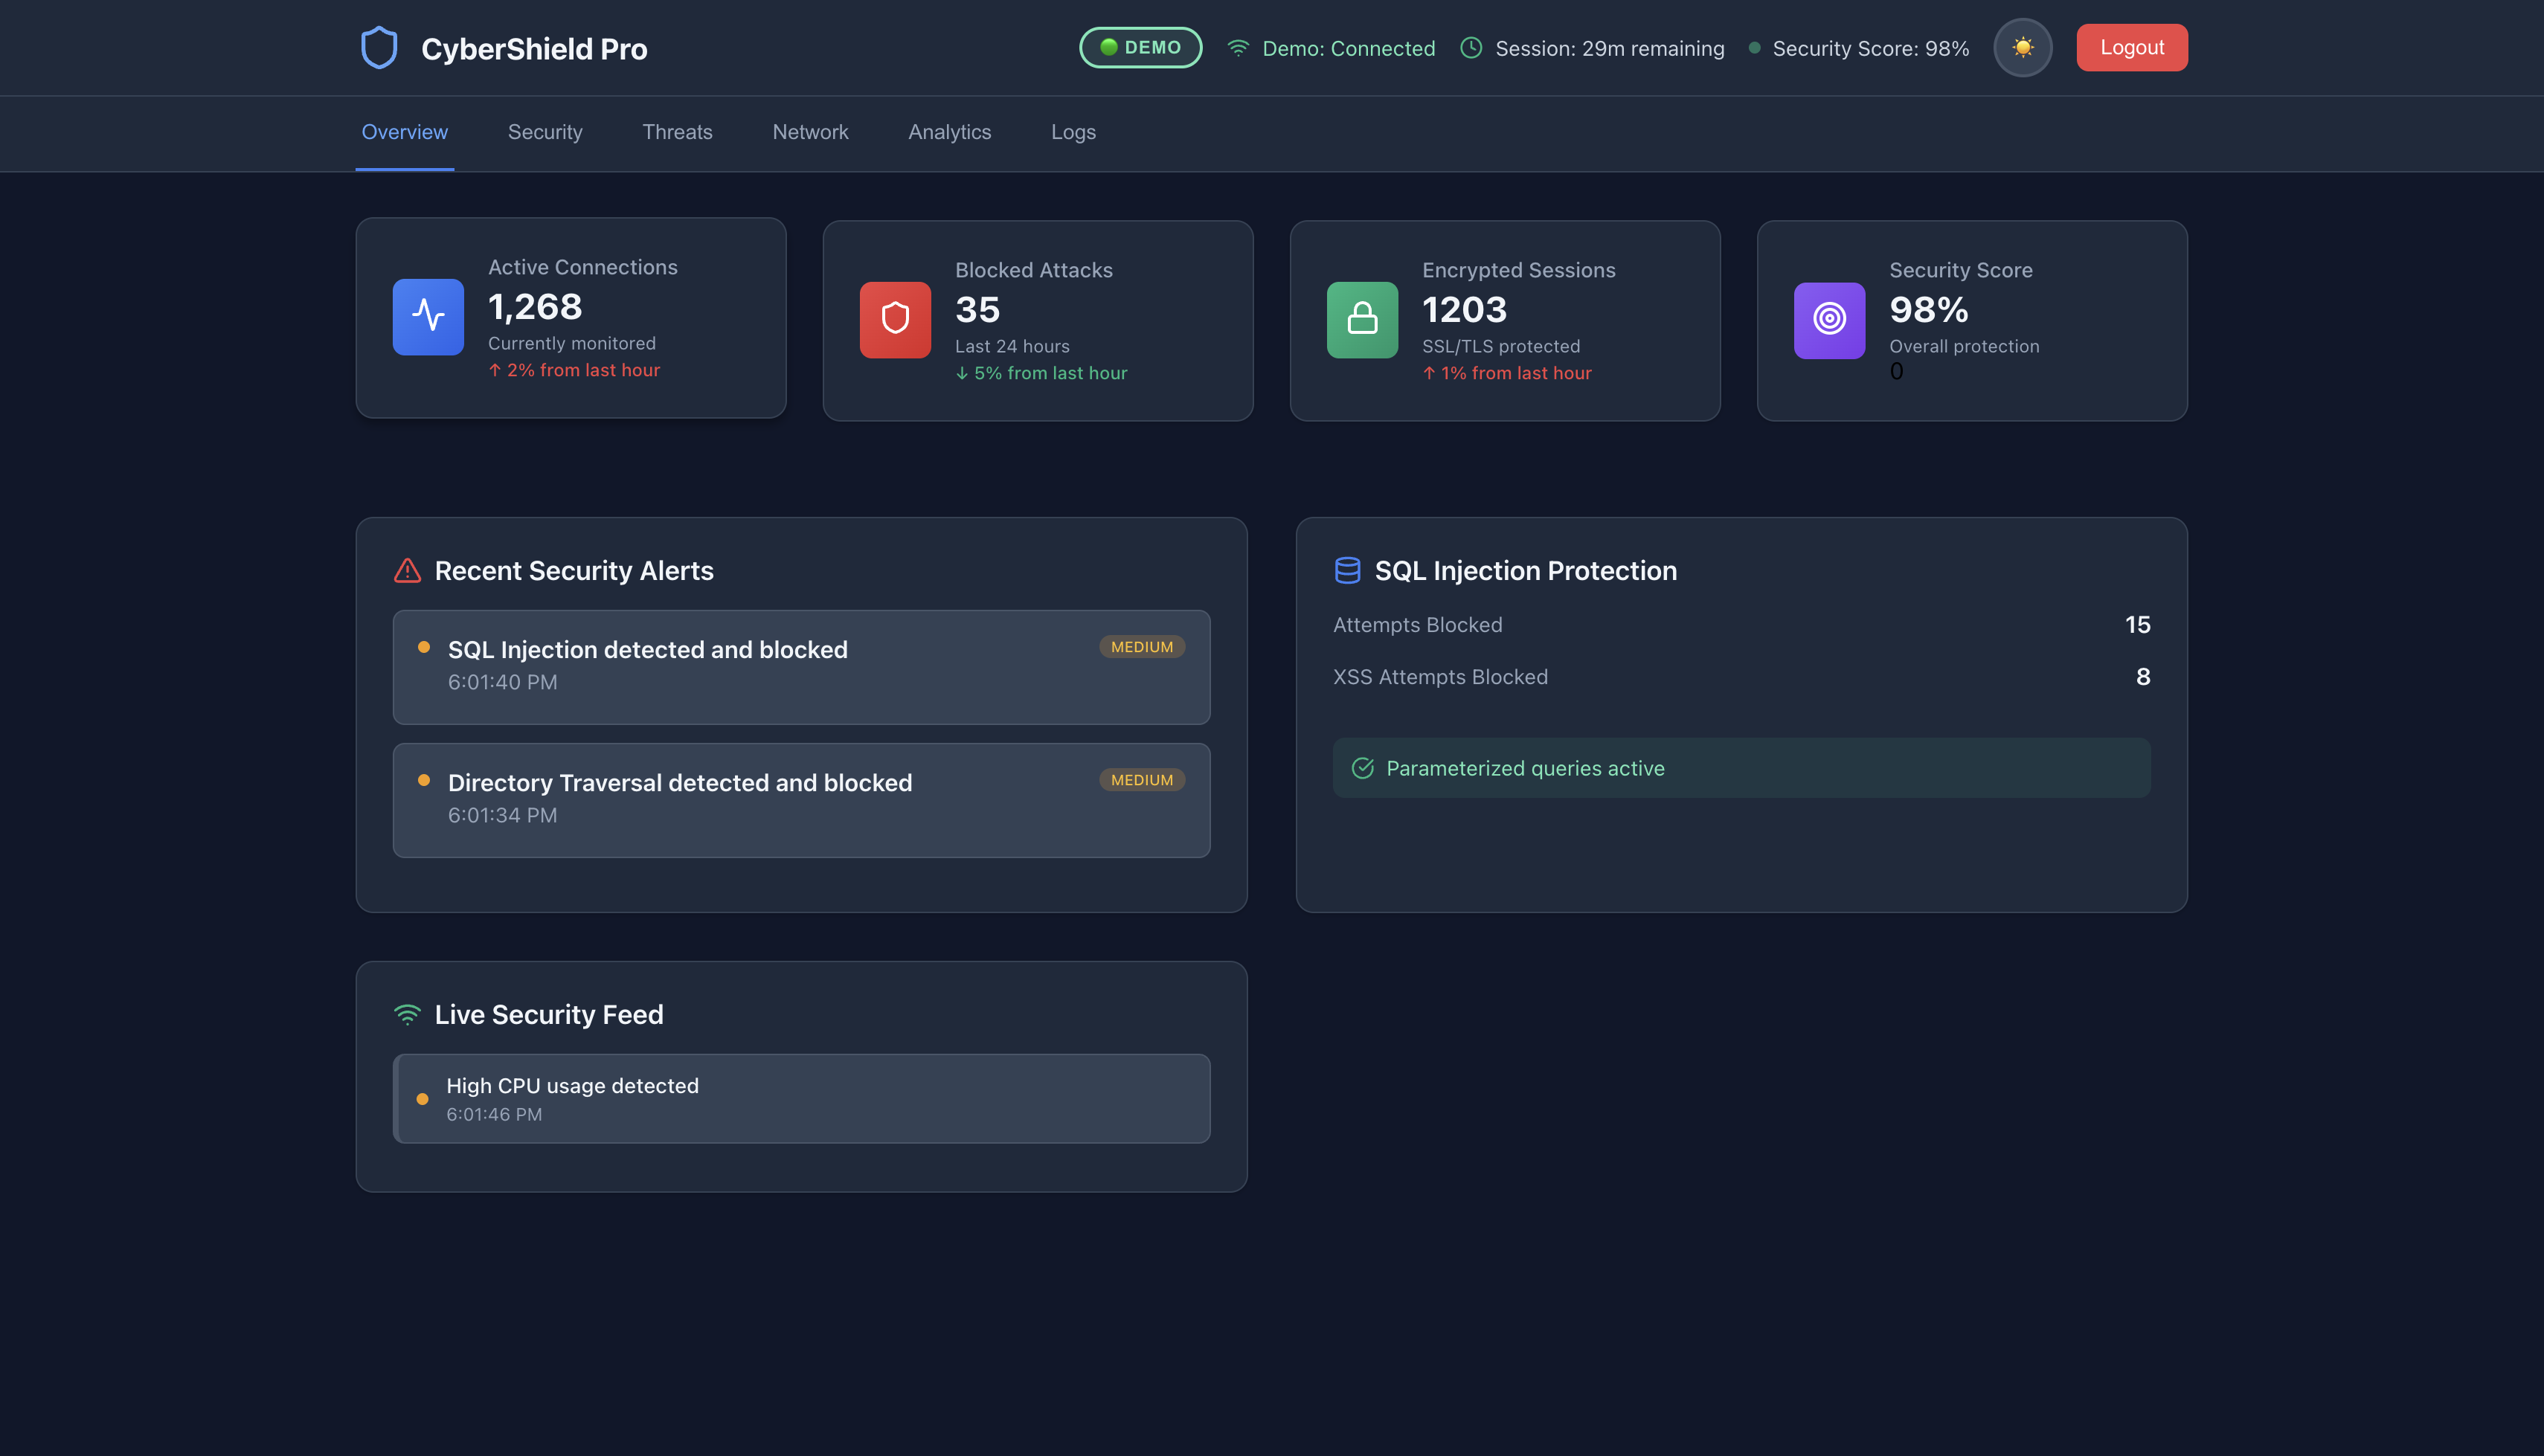 CyberShield Pro
DEMO
Demo: Connected
Session: 29m remaining
Security Score: 98%
Logout
Overview
Security
Threats
Network
Analytics
Logs
Active Connections
1,268
Currently monitored
↑ 2% from last hour
Blocked Attacks
35
Last 24 hours
↓ 5% from last hour
Encrypted Sessions
1203
SSL/TLS protected
↑ 1% from last hour
Security Score
98%
Overall protection
0
Recent Security Alerts
SQL Injection detected and blocked
MEDIUM
6:01:40 PM
Directory Traversal detected and blocked
MEDIUM
6:01:34 PM
SQL Injection Protection
Attempts Blocked
15
XSS Attempts Blocked
8
Parameterized queries active
Live Security Feed
High CPU usage detected
6:01:46 PM